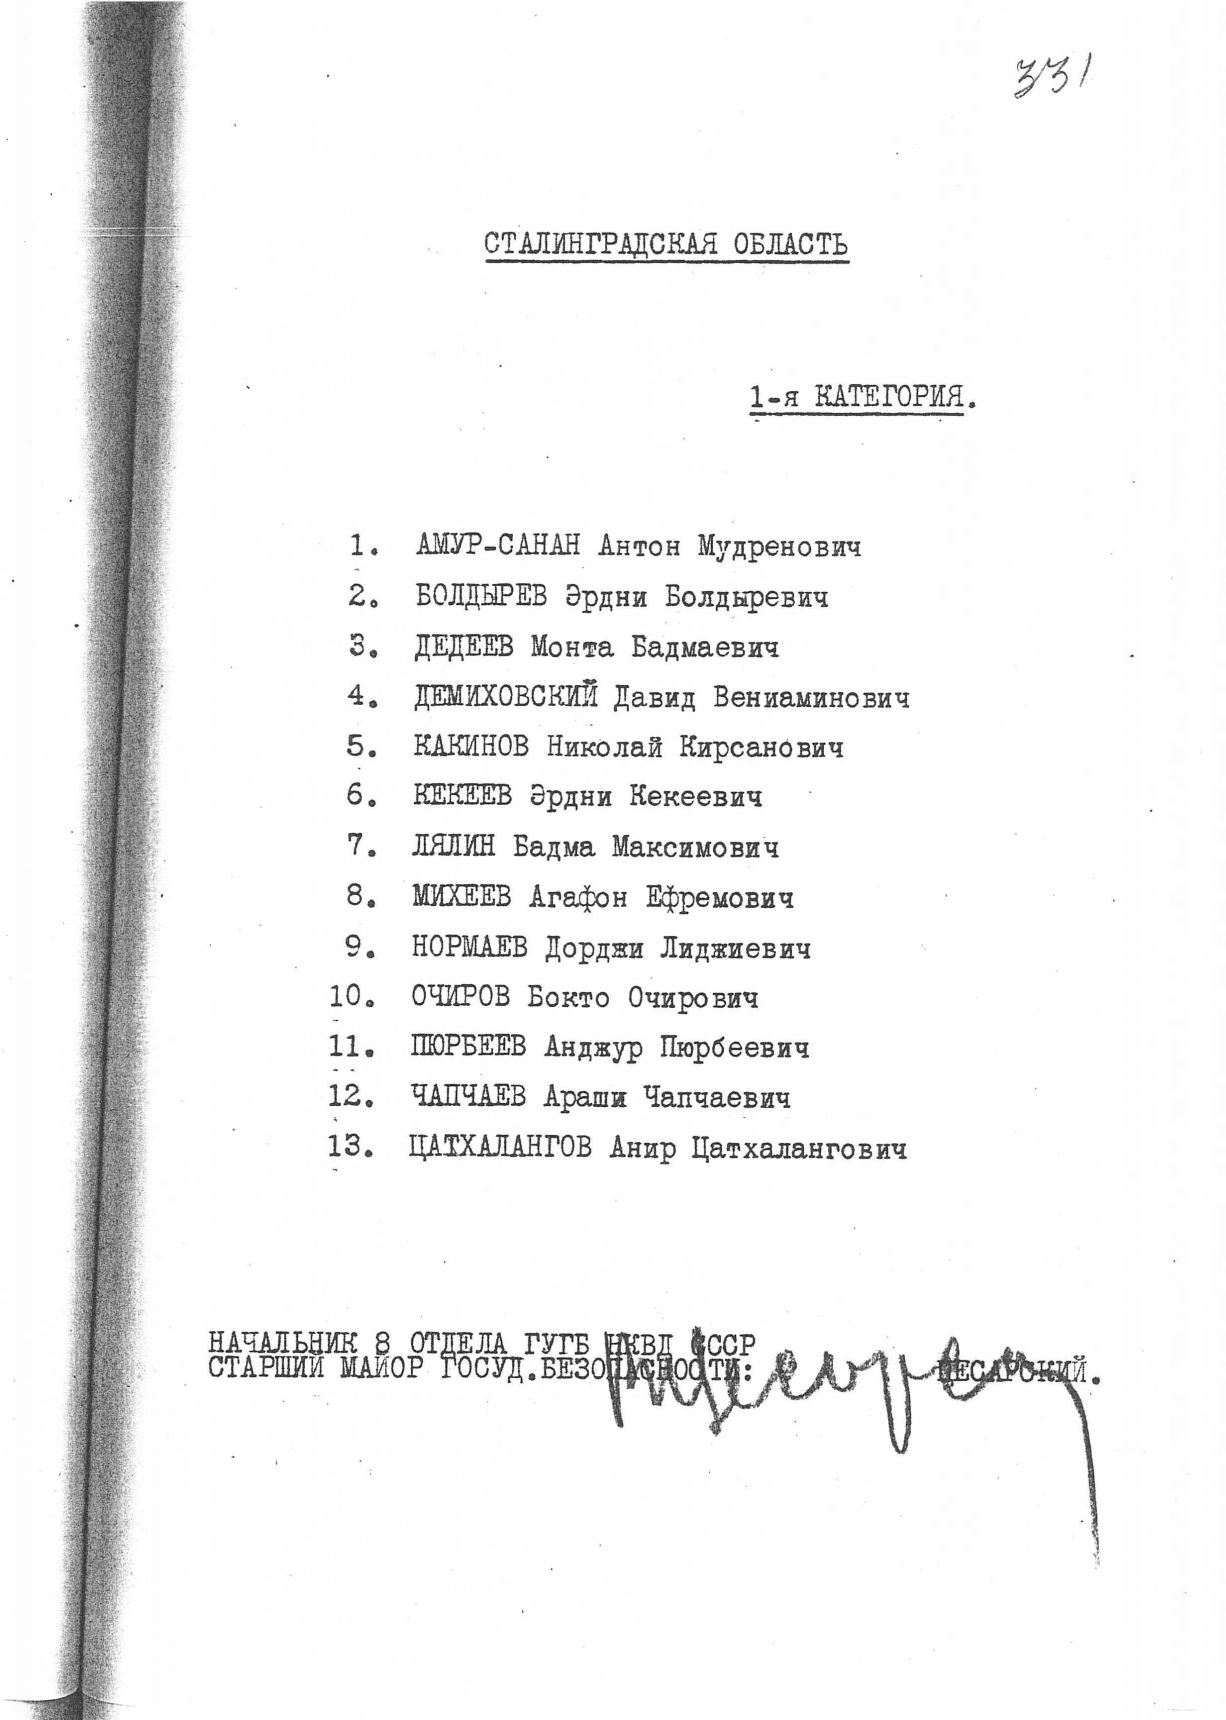 331
СТАЛИНГРАДСКАЯ ОБЛАСТЬ
1-я КАТЕГОРИЯ.
1. АМУР-САНАН Антон Мудренович
2. БОЛДЫРЕВ Эрдни Болдыревич
3. ДЕДЕЕВ Монта Бадмаевич
4. ДЕМИХОВСКИЙ Давид Вениаминович
5. КАКИНОВ Николай Кирсанович
6. КЕКЕЕВ Эрдни Кекеевич
7. ЛЯЛИН Бадма Максимович
8. МИХЕЕВ Агафон Ефремович
9. НОРМАЕВ Дорджи Лиджиевич
10. ОЧИРОВ Бокто Очирович
11. ПЮРБЕЕВ Анджур Пюрбеевич
12. ЧАПЧАЕВ Араши Чапчаевич
13. ЦАТХАЛАНГОВ Анир Цатхалангович
НАЧАЛЬНИК 8 ОТДЕЛА ГУГБ НКВД СССР
СТАРШИЙ МАЙОР ГОСУД.БЕЗОПАСНОСТИ: ЦЕСАРСКИЙ.